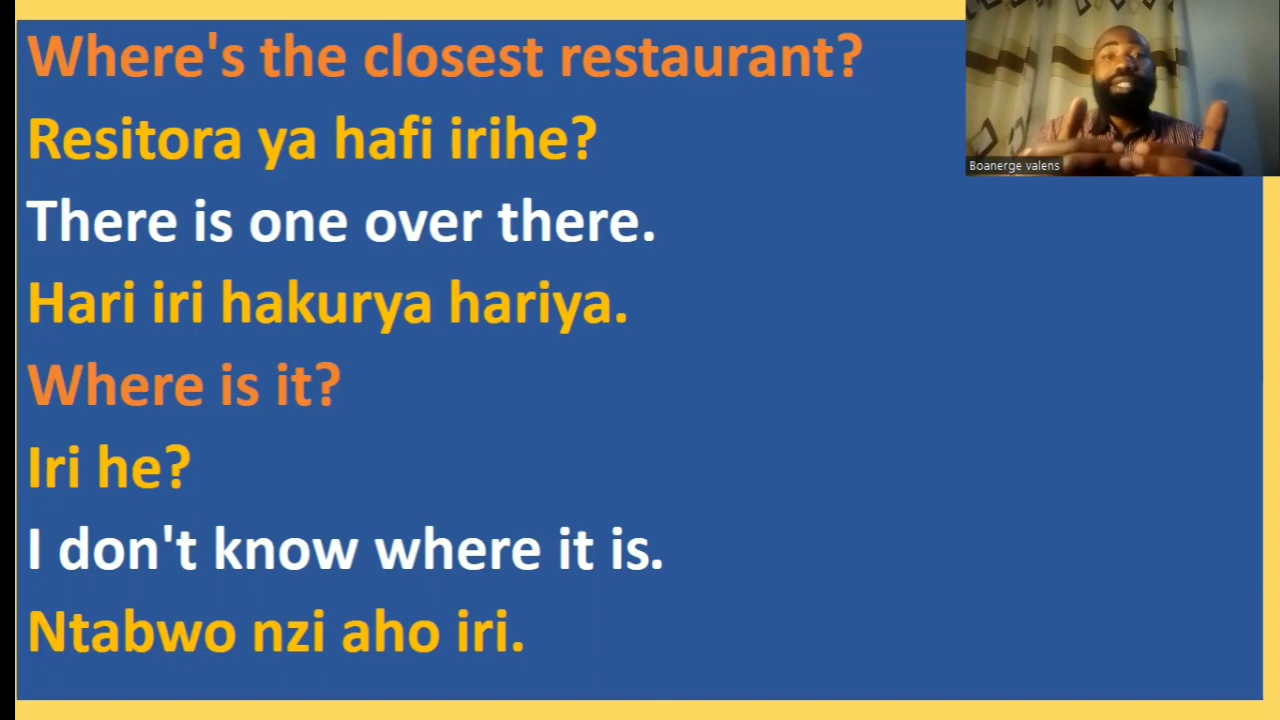 Where's the closest restaurant?
Resitora ya hafi irihe?
There is one over there.
Hari iri hakurya hariya.
Where is it?
Iri he?
I don't know where it is.
Ntabwo nzi aho iri.
Boanerge valens